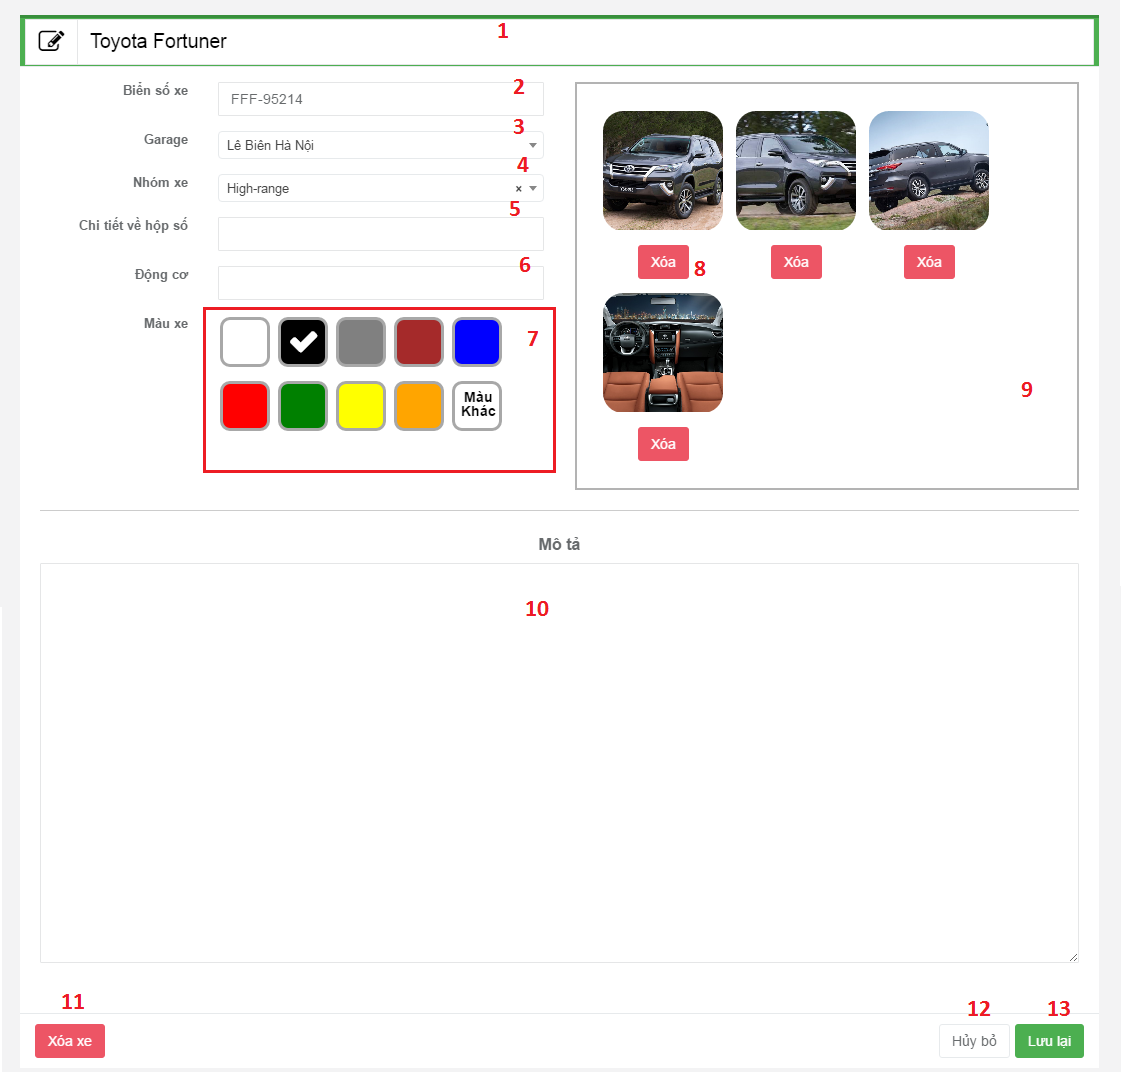 1
Toyota Fortuner
Biển số xe
FFF-95214
2
Garage
Lê Biên Hà Nội
3
Nhóm xe
High-range
×
4
Chi tiết về hộp số
5
Động cơ
6
Màu xe
7
Màu
Khác
Xóa
8
Xóa
Xóa
Xóa
9
Mô tả
10
11
Xóa xe
12
Hủy bỏ
13
Lưu lại